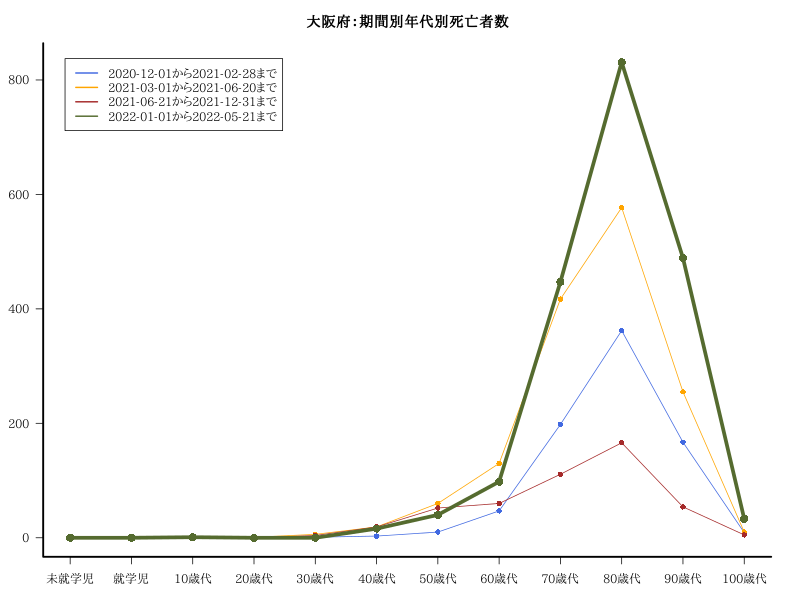 大阪府：期間別年代別死亡者数
2020-12-01から2021-02-28まで
2021-03-01から2021-06-20まで
2021-06-21から2021-12-31まで
2022-01-01から2022-05-21まで
800
600
400
200
0
未就学児 就学児 10歳代 20歳代 30歳代 40歳代 50歳代 60歳代 70歳代 80歳代 90歳代 100歳代